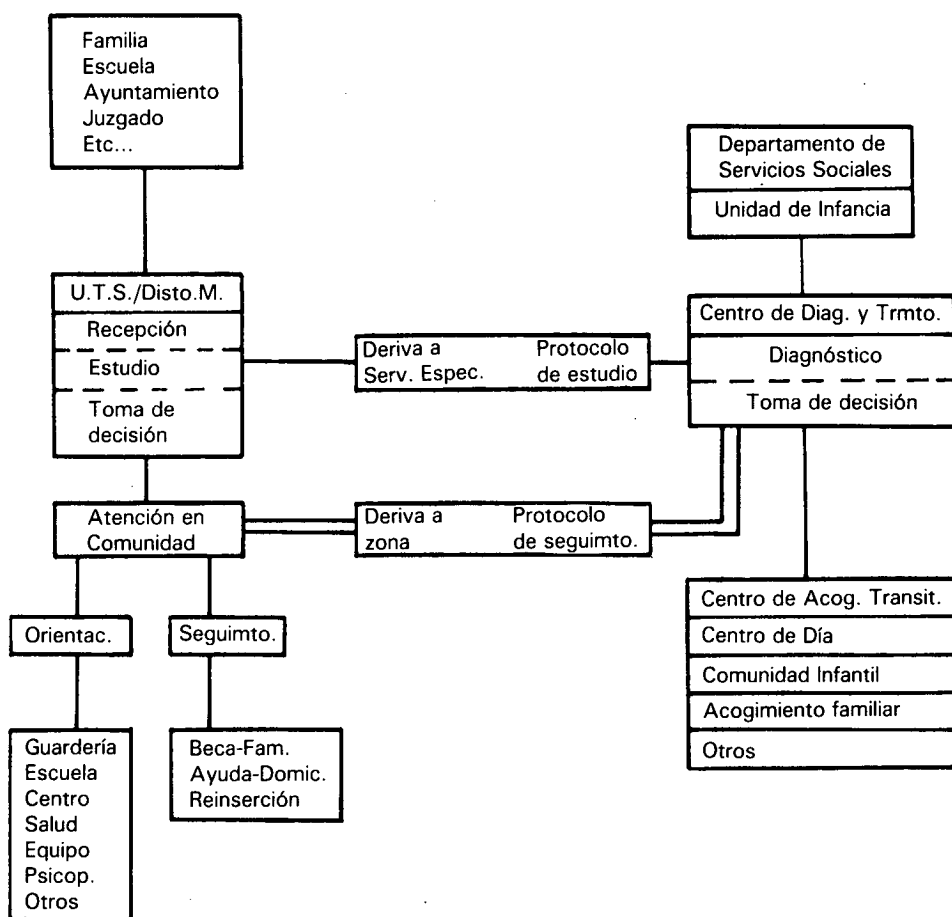 Familia
Escuela
Ayuntamiento
Juzgado
Etc...
Departamento de
Servicios Sociales
Unidad de Infancia
U.T.S./Disto.M.
Recepción
Estudio
Toma de
decisión
Deriva a
Serv. Espec.
Protocolo
de estudio
Centro de Diag. y Trmto.
Diagnóstico
Toma de decisión
Atención en
Comunidad
Deriva a
zona
Protocolo
de seguimto.
Orientac.
Seguimto.
Guardería
Escuela
Centro
Salud
Equipo
Psicop.
Otros
Beca-Fam.
Ayuda-Domic.
Reinserción
Centro de Acog. Transit.
Centro de Día
Comunidad Infantil
Acogimiento familiar
Otros